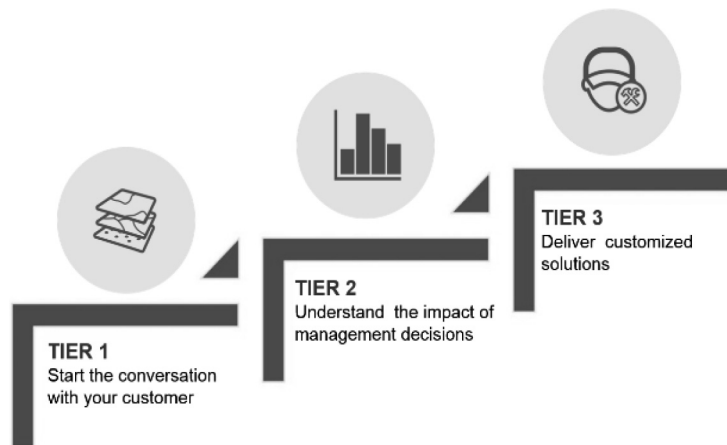 TIER 1
Start the conversation
with your customer
TIER 2
Understand the impact of
management decisions
TIER 3
Deliver customized
solutions